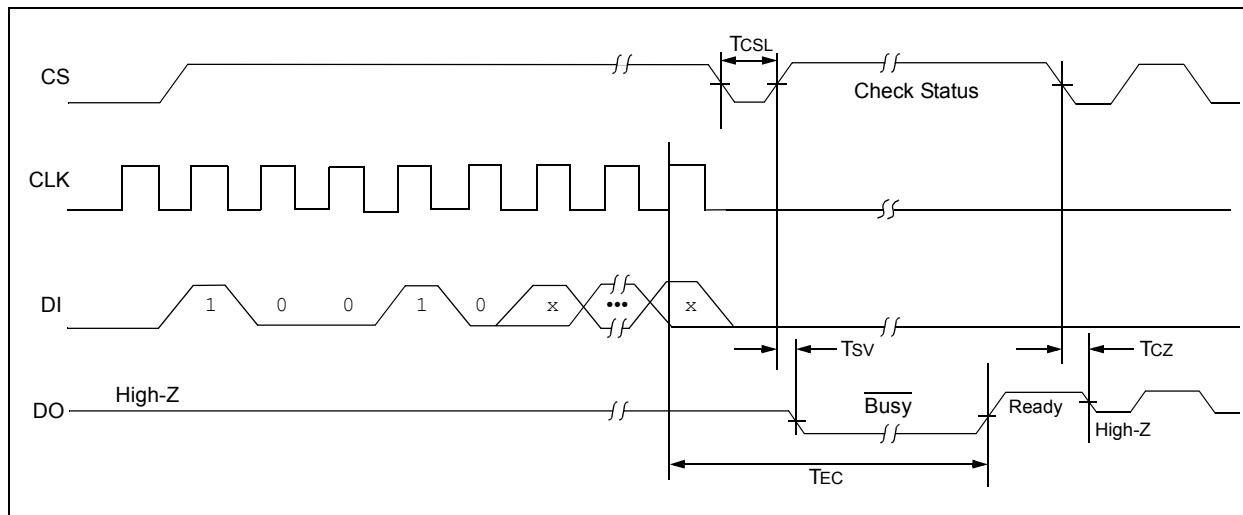 TCSL
CS
Check Status
CLK
DI 1 0 0 1 0 x ••• x
TSV TCZ
DO High-Z Busy Ready High-Z
TEC